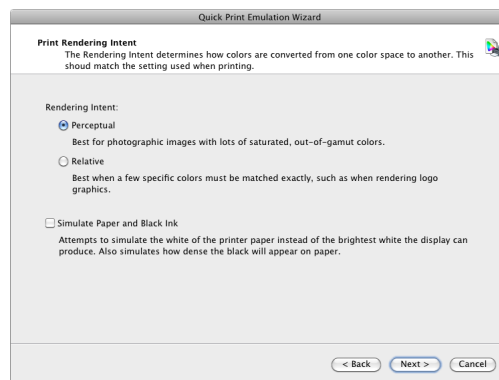 Quick Print Emulation Wizard
Print Rendering Intent
The Rendering Intent determines how colors are converted from one color space to another. This
shoud match the setting used when printing.
Rendering Intent:
Perceptual
Best for photographic images with lots of saturated, out-of-gamut colors.
Relative
Best when a few specific colors must be matched exactly, such as when rendering logo
graphics.
Simulate Paper and Black Ink
Attempts to simulate the white of the printer paper instead of the brightest white the display can
produce. Also simulates how dense the black will appear on paper.
< Back Next > Cancel